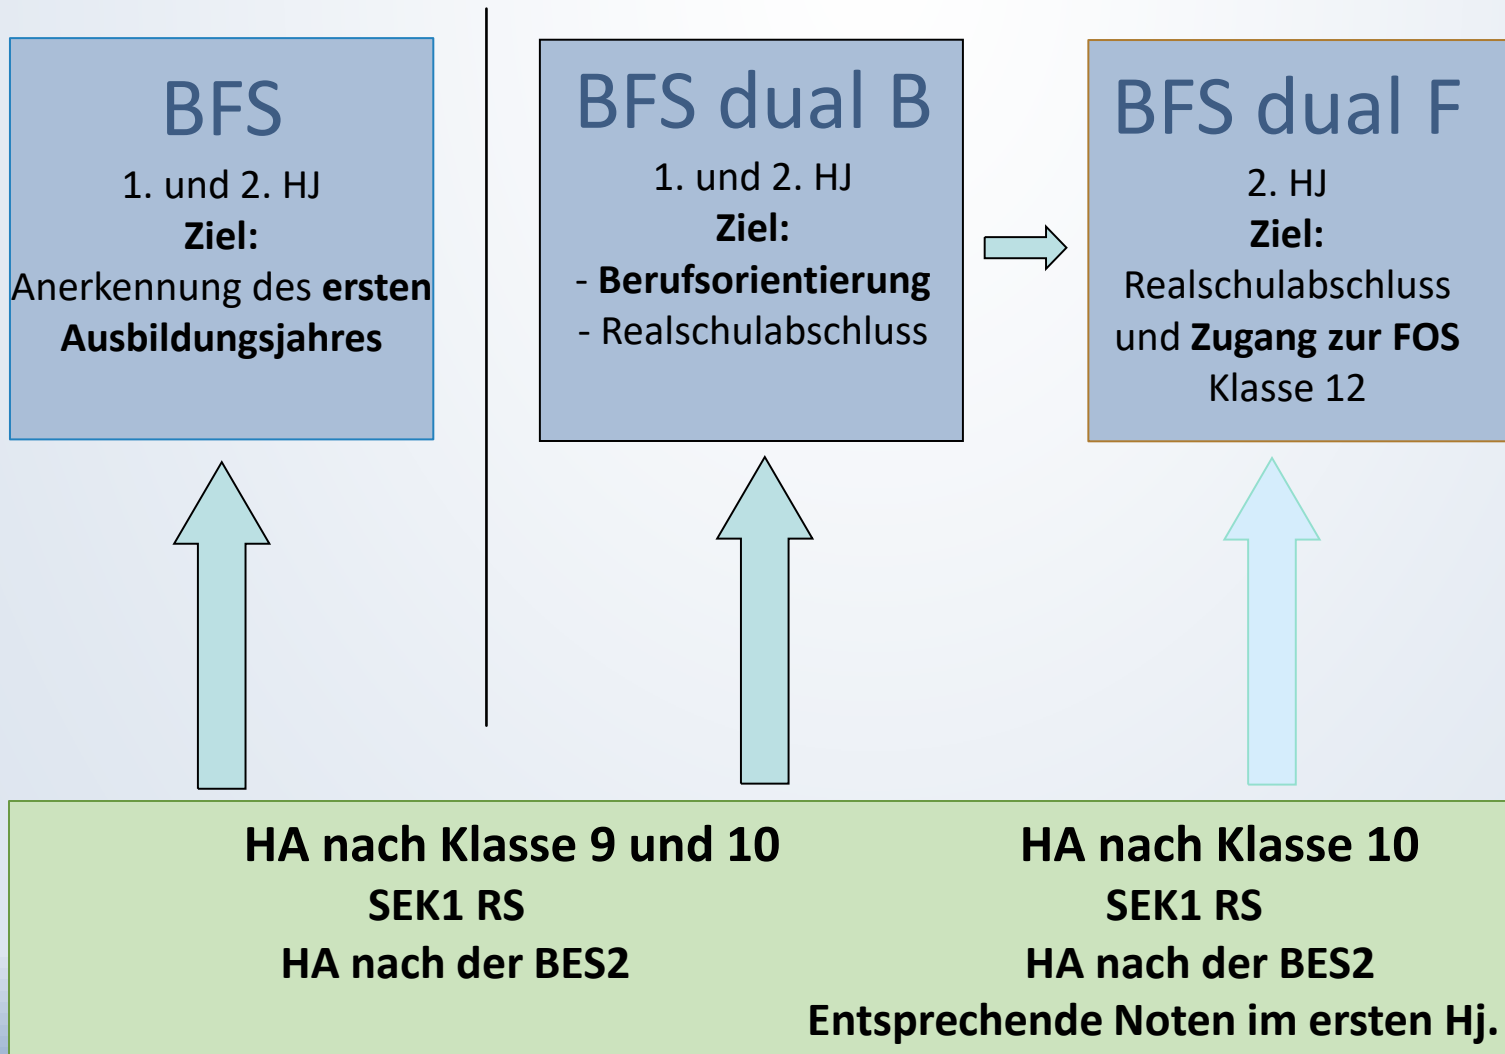 BFS
1. und 2. HJ
Ziel:
Anerkennung des ersten
Ausbildungsjahres
BFS dual B
1. und 2. HJ
Ziel:
- Berufsorientierung
- Realschulabschluss
BFS dual F
2. HJ
Ziel:
Realschulabschluss
und Zugang zur FOS
Klasse 12
HA nach Klasse 9 und 10
SEK1 RS
HA nach der BES2
HA nach Klasse 10
SEK1 RS
HA nach der BES2
Entsprechende Noten im ersten Hj.